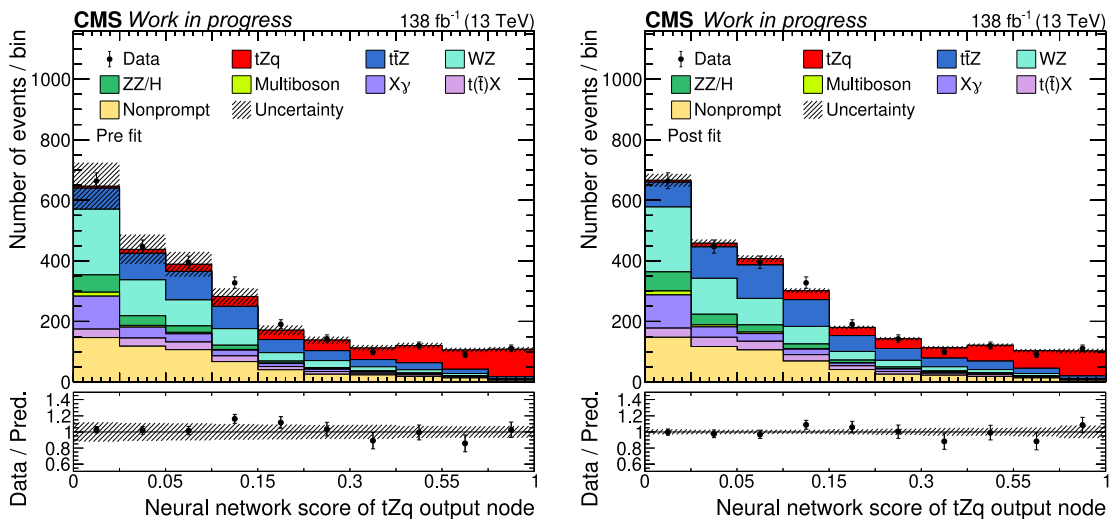 CMS Work in progress 138 fb⁻¹ (13 TeV)
Number of events / bin
1000
800
600
400
200
0
Data tZq tt̄Z WZ
ZZ/H Multiboson Xγ t(t̄)X
Nonprompt Uncertainty
Pre fit
Data / Pred.
1.4
1.2
1
0.8
0.6
0 0.05 0.15 0.3 0.55 1
Neural network score of tZq output node
CMS Work in progress 138 fb⁻¹ (13 TeV)
Number of events / bin
1000
800
600
400
200
0
Data tZq tt̄Z WZ
ZZ/H Multiboson Xγ t(t̄)X
Nonprompt Uncertainty
Post fit
Data / Pred.
1.4
1.2
1
0.8
0.6
0 0.05 0.15 0.3 0.55 1
Neural network score of tZq output node